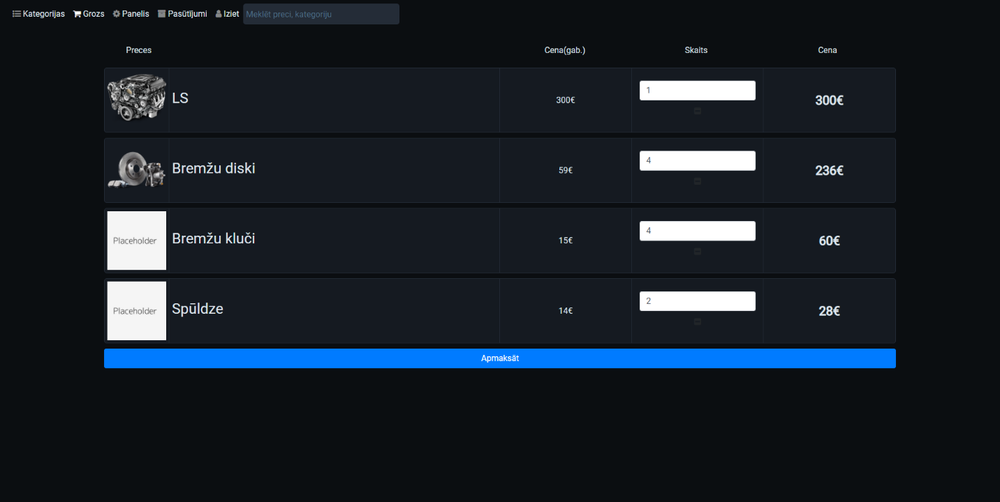 Kategorijas Grozs Panelis Pasūtījumi Iziet Meklēt preci, kategoriju
Preces Cena(gab.) Skaits Cena
LS 300€ 1 300€
Bremžu diski 59€ 4 236€
Placeholder Bremžu kluči 15€ 4 60€
Placeholder Spūldze 14€ 2 28€
Apmaksāt